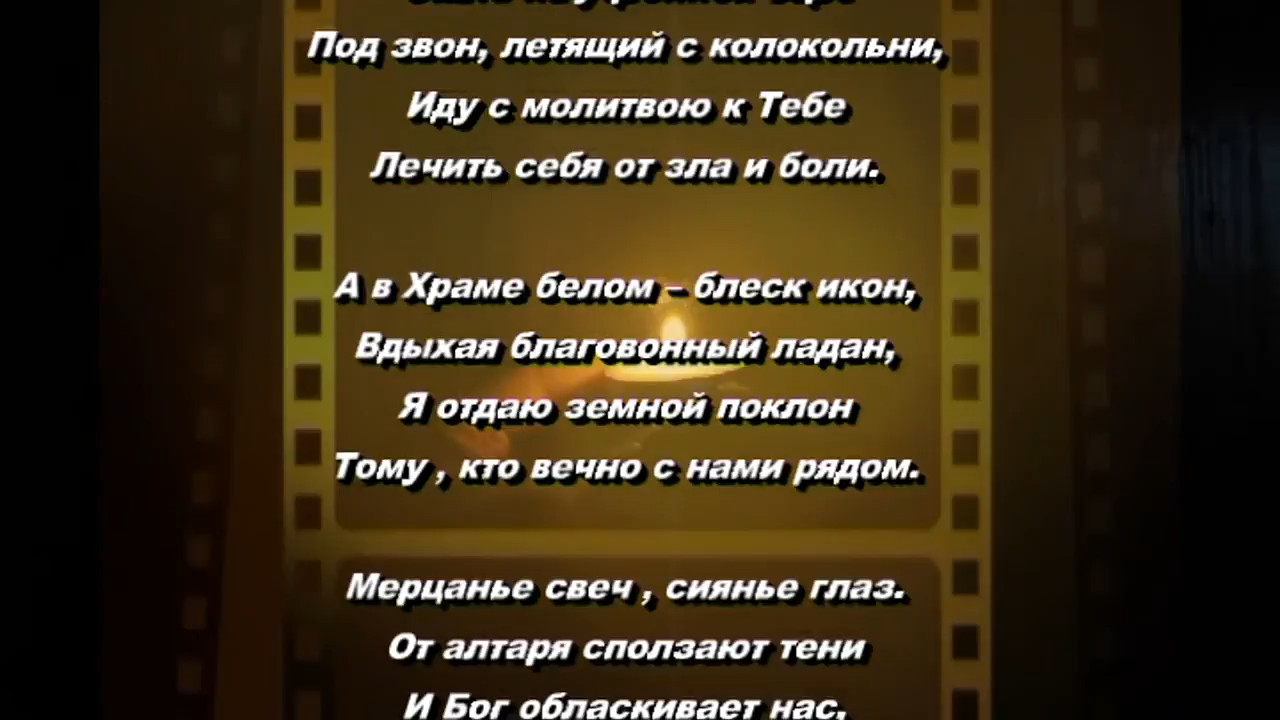 Под звон, летящий с колокольни,
Иду с молитвою к Тебе
Лечить себя от зла и боли.
А в Храме белом – блеск икон,
Вдыхая благовонный ладан,
Я отдаю земной поклон
Тому , кто вечно с нами рядом.
Мерцанье свеч , сиянье глаз.
От алтаря сползают тени
И Бог обласкивает нас,